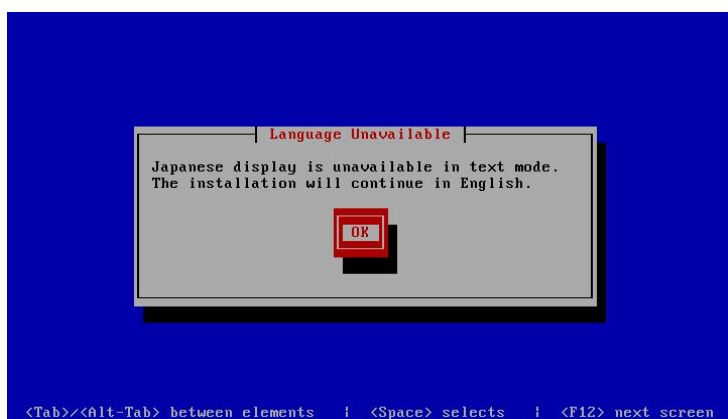 Language Unavailable
Japanese display is unavailable in text mode.
The installation will continue in English.
OK
<Tab>/<Alt-Tab> between elements | <Space> selects | <F12> next screen